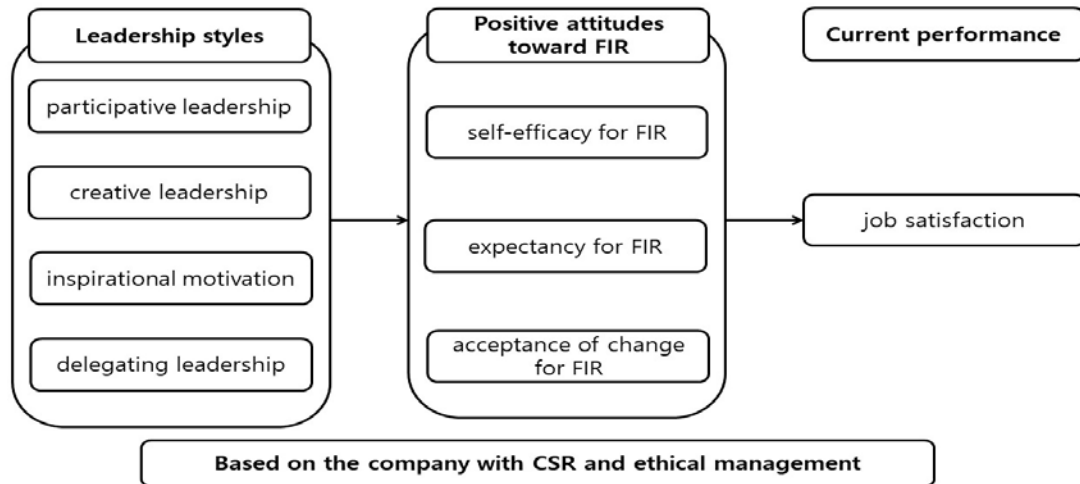 Leadership styles
participative leadership
creative leadership
inspirational motivation
delegating leadership
Positive attitudes
toward FIR
self-efficacy for FIR
expectancy for FIR
acceptance of change
for FIR
Current performance
job satisfaction
Based on the company with CSR and ethical management